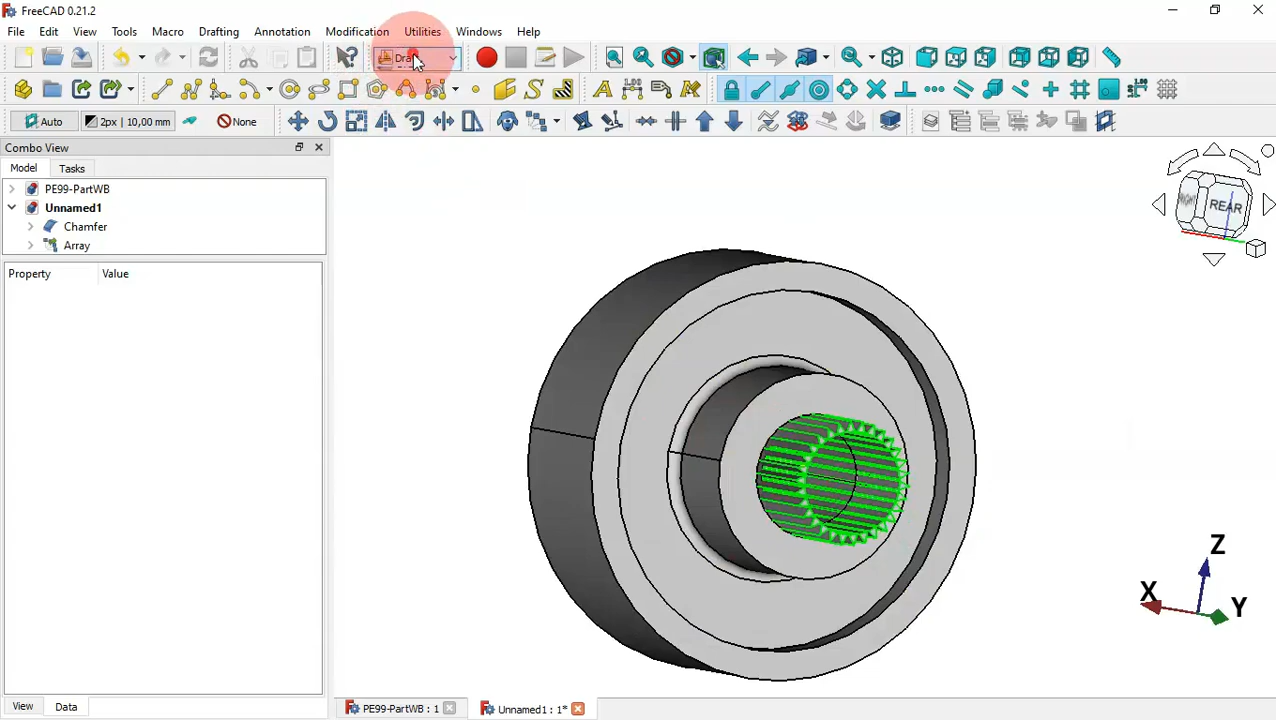 FreeCAD 0.21.2
File Edit View Tools Macro Drafting Annotation Modification Utilities Windows Help
Auto 2px | 10,00 mm None
Combo View
Model Tasks
PE99-PartWB
Unnamed1
Chamfer
Array
Property Value
REAR
Z
X
Y
View Data
PE99-PartWB : 1 Unnamed1 : 1*